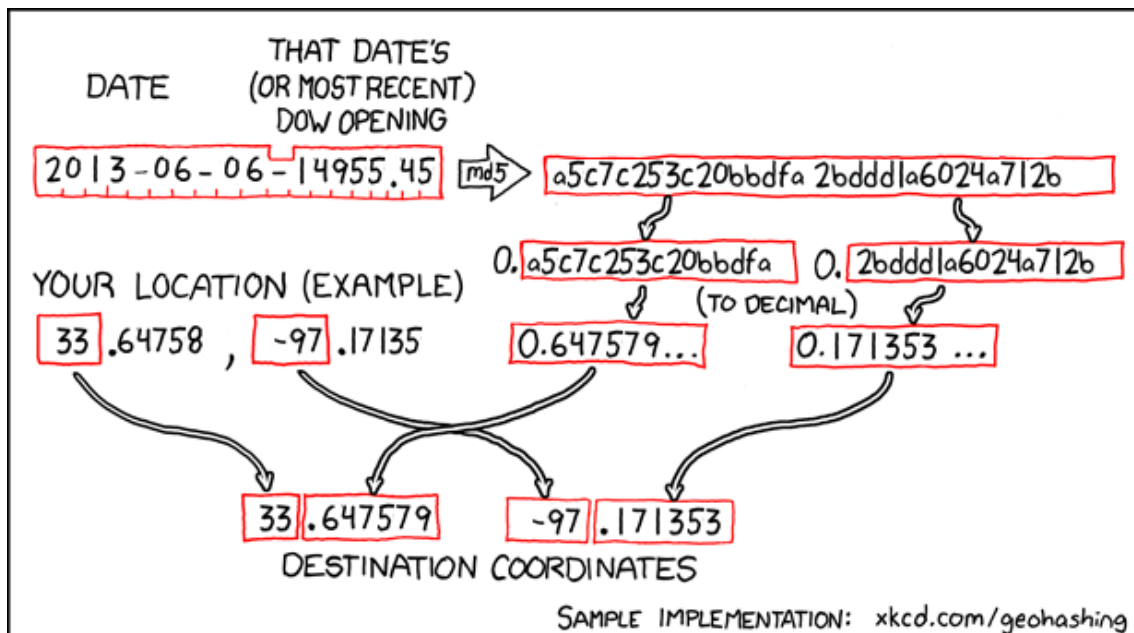 DATE
THAT DATE'S
(OR MOST RECENT)
DOW OPENING
2013-06-06-14955.45
md5
a5c7c253c20bbdfa 2bddd1a6024a712b
0. a5c7c253c20bbdfa
0. 2bddd1a6024a712b
(TO DECIMAL)
YOUR LOCATION (EXAMPLE)
33.64758, -97.17135
0.647579...
0.171353 ...
33 .647579
-97 .171353
DESTINATION COORDINATES
SAMPLE IMPLEMENTATION: xkcd.com/geohashing